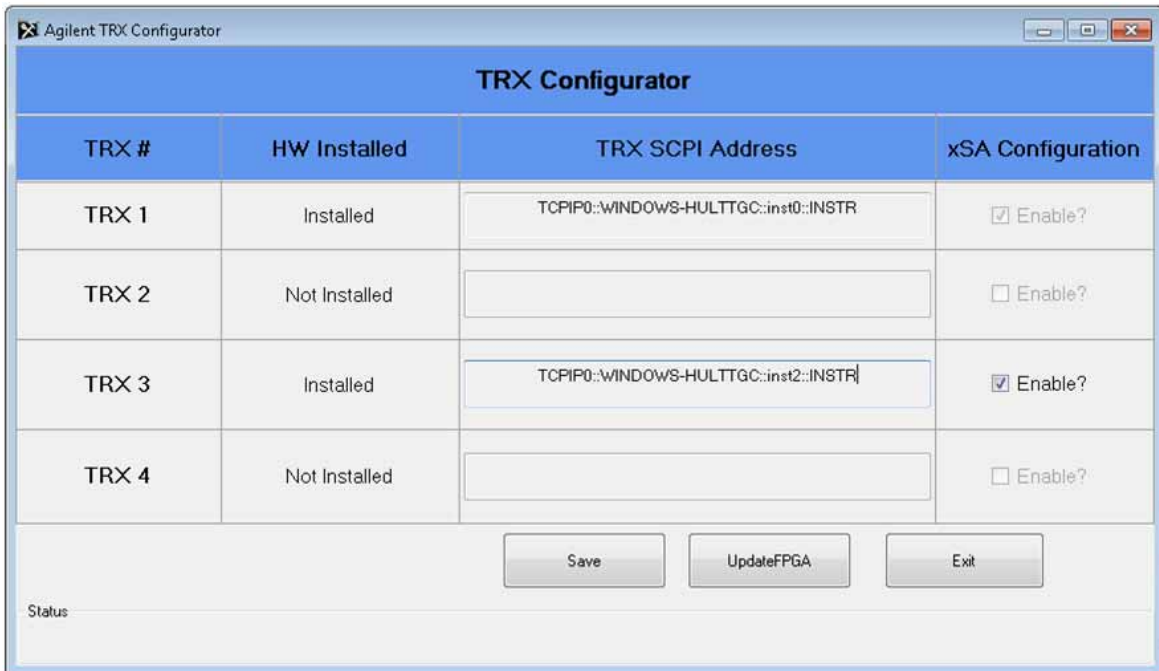 Agilent TRX Configurator
TRX Configurator
TRX # HW Installed TRX SCPI Address xSA Configuration
TRX 1 Installed TCPIP0::WINDOWS-HULTTGC::inst0::INSTR Enable?
TRX 2 Not Installed Enable?
TRX 3 Installed TCPIP0::WINDOWS-HULTTGC::inst2::INSTR Enable?
TRX 4 Not Installed Enable?
Save UpdateFPGA Exit
Status